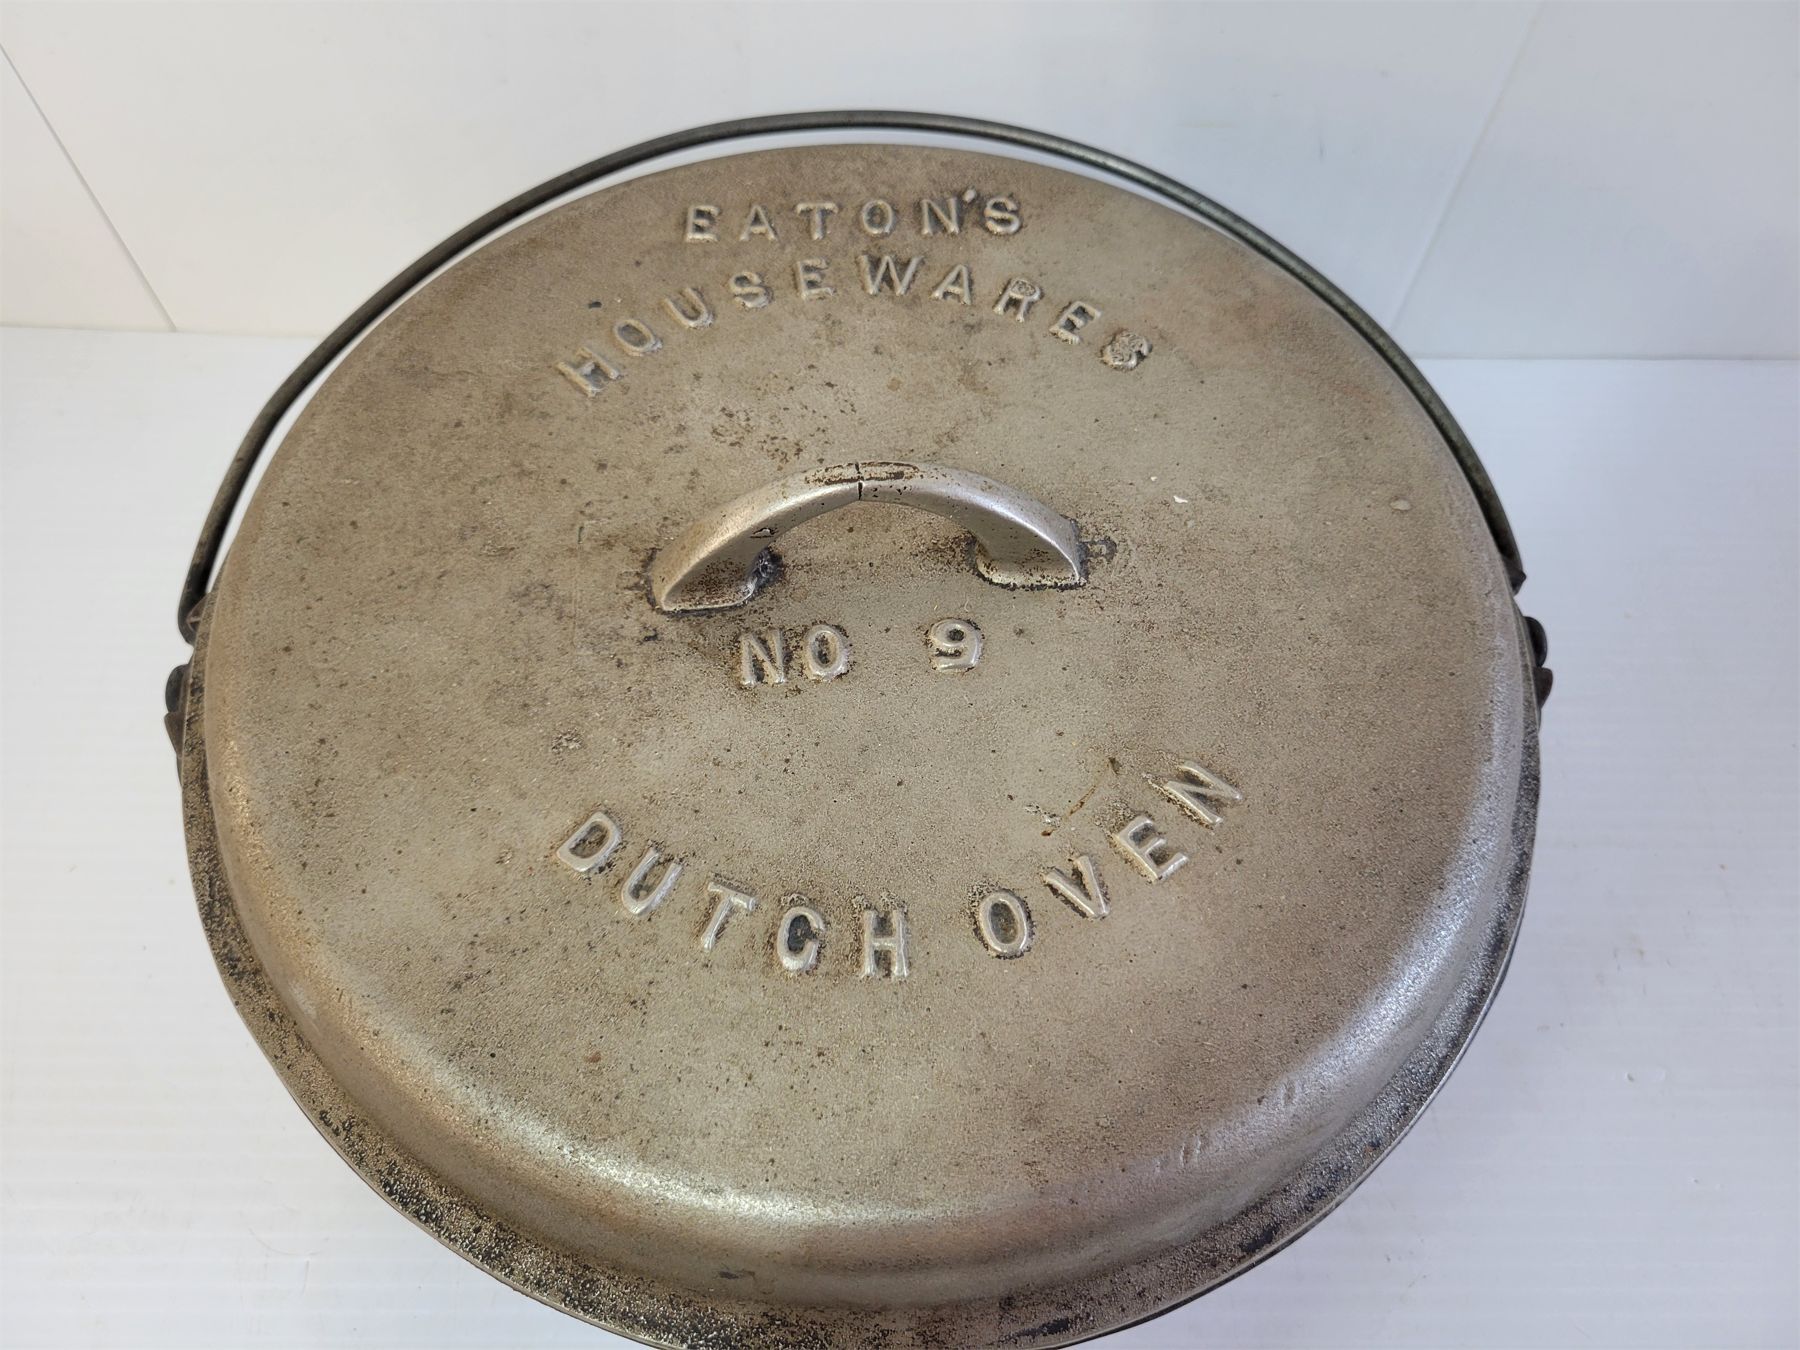 EATON'S
HOUSEWARES
NO 9
DUTCH OVEN